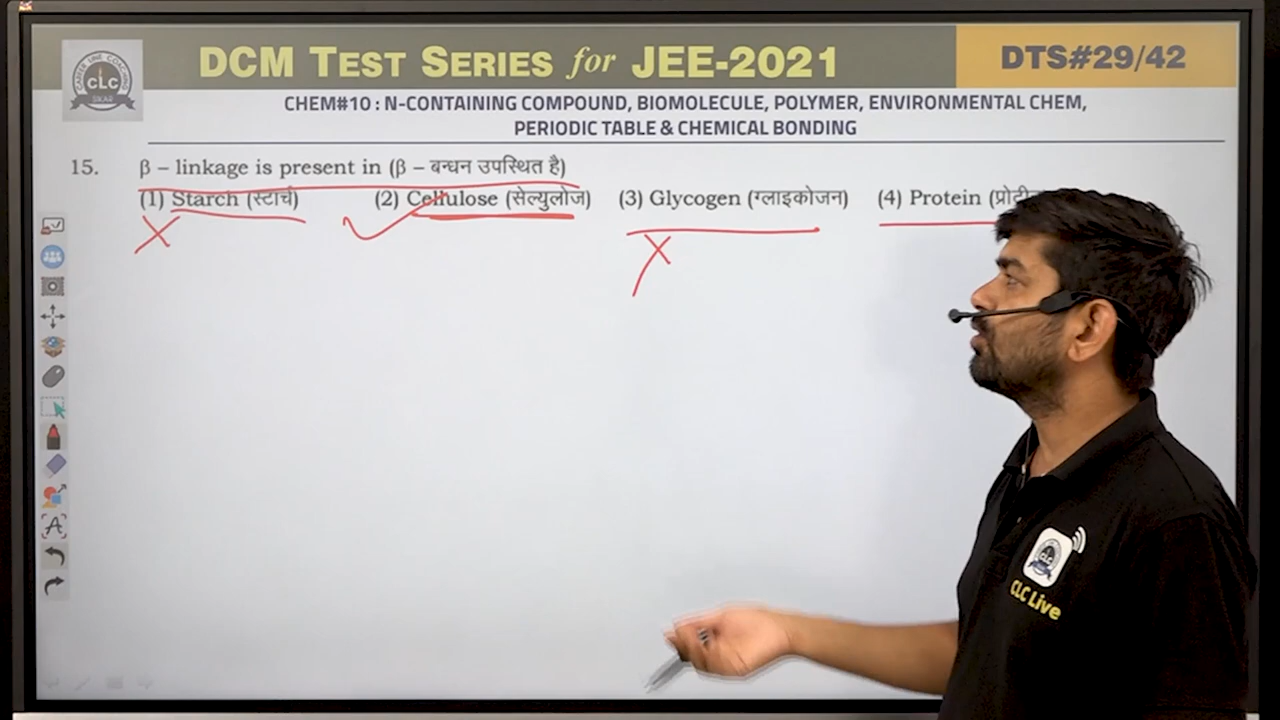 DCM TEST SERIES for JEE-2021
DTS#29/42
CLC
SIKAR
CHEM#10 : N-CONTAINING COMPOUND, BIOMOLECULE, POLYMER, ENVIRONMENTAL CHEM,
PERIODIC TABLE & CHEMICAL BONDING
15. β – linkage is present in (β – बन्धन उपस्थित है)
(1) Starch (स्टार्च) (2) Cellulose (सेल्युलोज) (3) Glycogen (ग्लाइकोजन) (4) Protein
CLC Live